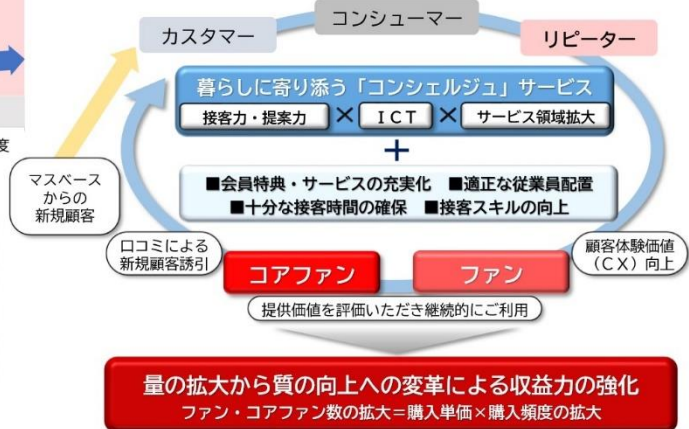 コンシューマー
カスタマー
リピーター
暮らしに寄り添う「コンシェルジュ」サービス
接客力・提案力 × ICT × サービス領域拡大
+
度
マスベース
からの
新規顧客
■会員特典・サービスの充実化 ■適正な従業員配置
■十分な接客時間の確保 ■接客スキルの向上
口コミによる
新規顧客誘引
コアファン
ファン
顧客体験価値
(CX)向上
提供価値を評価いただき継続的にご利用
量の拡大から質の向上への変革による収益力の強化
ファン・コアファン数の拡大=購入単価×購入頻度の拡大